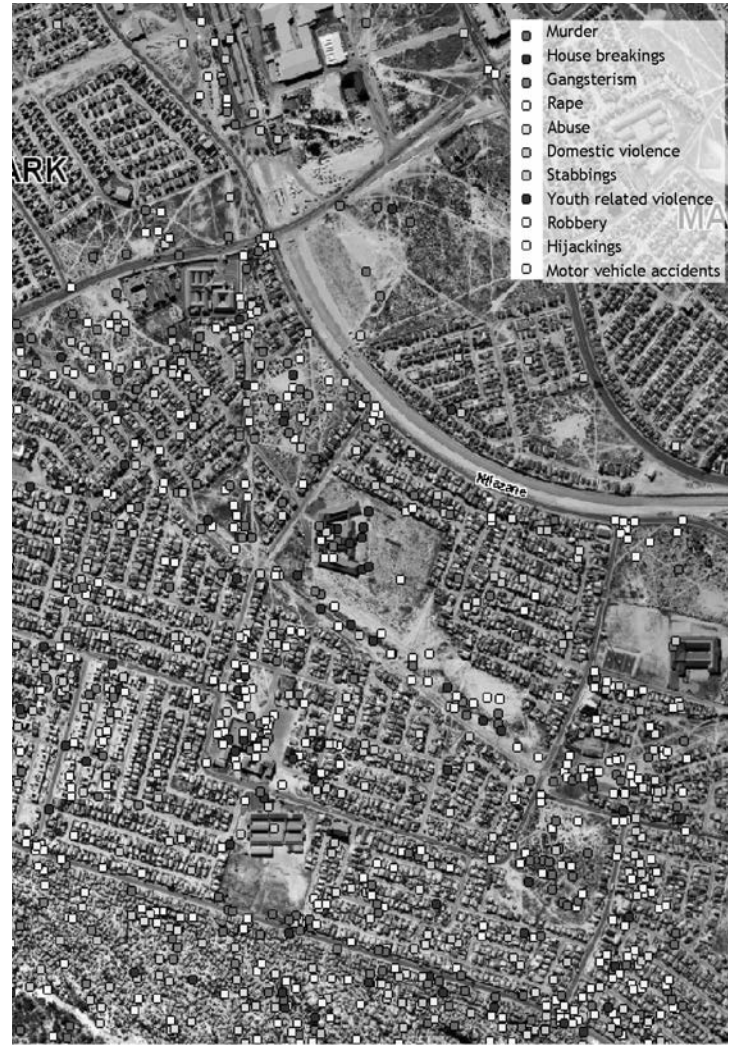 Murder
House breakings
Gangsterism
Rape
Abuse
Domestic violence
Stabbings
Youth related violence
Robbery
Hijackings
Motor vehicle accidents
ARK
MA